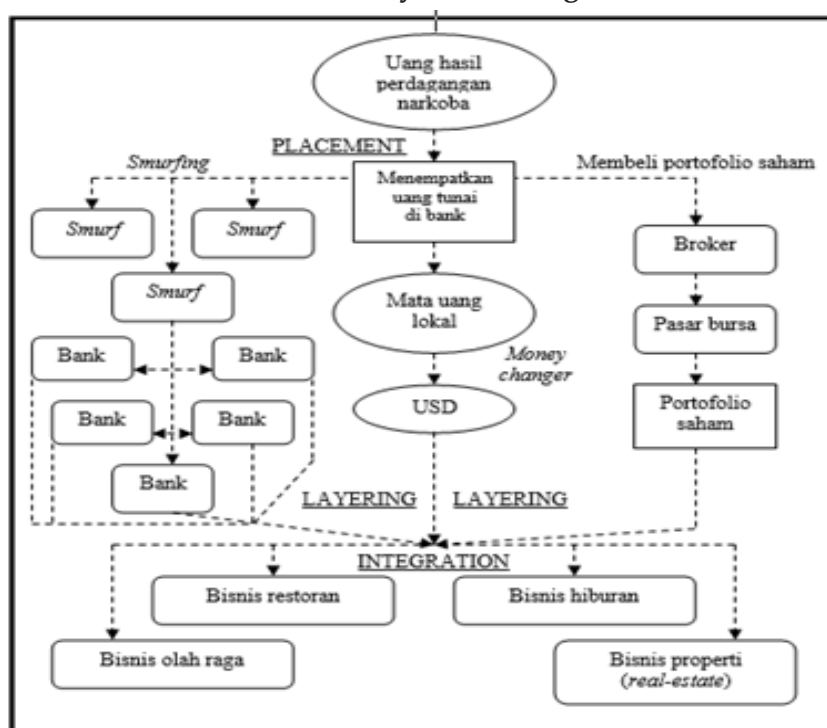 Uang hasil
perdagangan
narkoba
PLACEMENT
Smurfing
Menempatkan
uang tunai
di bank
Membeli portofolio saham
Smurf
Smurf
Broker
Smurf
Mata uang
lokal
Pasar bursa
Bank
Bank
Money
changer
USD
Portofolio
saham
Bank
Bank
Bank
LAYERING
LAYERING
INTEGRATION
Bisnis restoran
Bisnis hiburan
Bisnis olah raga
Bisnis properti
(real-estate)